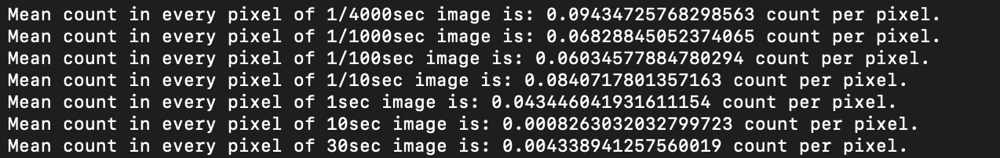 Mean count in every pixel of 1/4000sec image is: 0.09434725768298563 count per pixel.
Mean count in every pixel of 1/1000sec image is: 0.06828845052374065 count per pixel.
Mean count in every pixel of 1/100sec image is: 0.06034577884780294 count per pixel.
Mean count in every pixel of 1/10sec image is: 0.0840717801357163 count per pixel.
Mean count in every pixel of 1sec image is: 0.043446041931611154 count per pixel.
Mean count in every pixel of 10sec image is: 0.0008263032032799723 count per pixel.
Mean count in every pixel of 30sec image is: 0.004338941257560019 count per pixel.